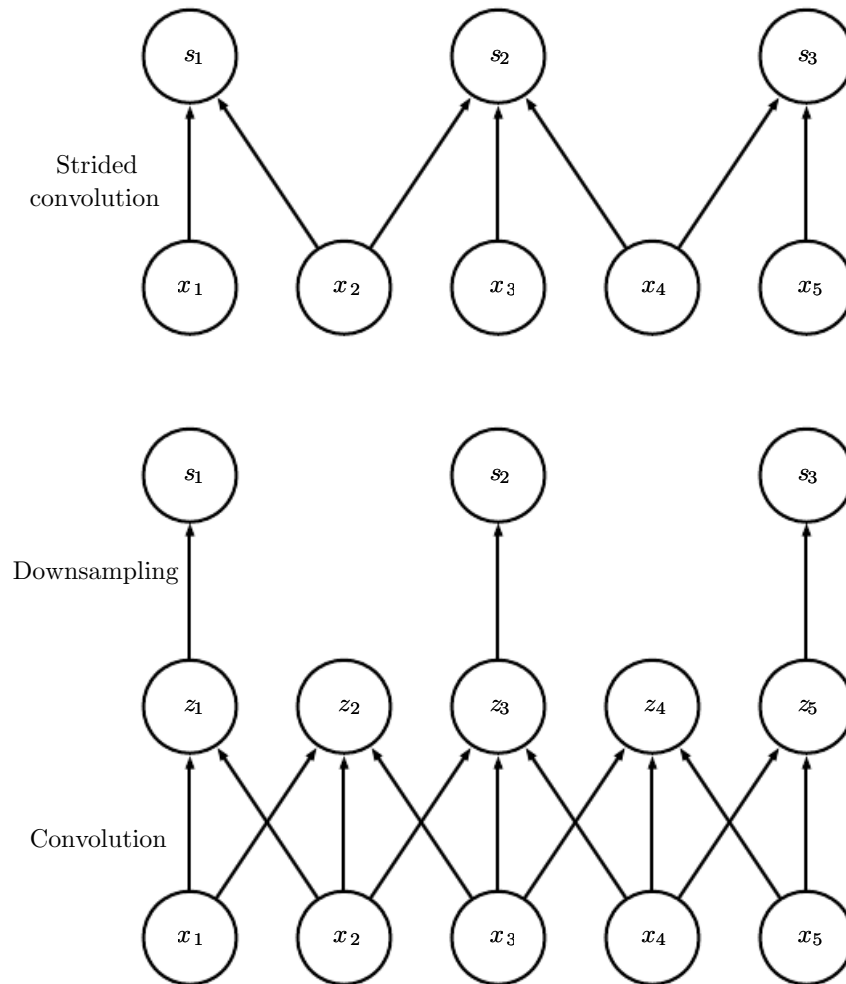 s₁ s₂ s₃
Strided
convolution
x₁ x₂ x₃ x₄ x₅
s₁ s₂ s₃
Downsampling
z₁ z₂ z₃ z₄ z₅
Convolution
x₁ x₂ x₃ x₄ x₅